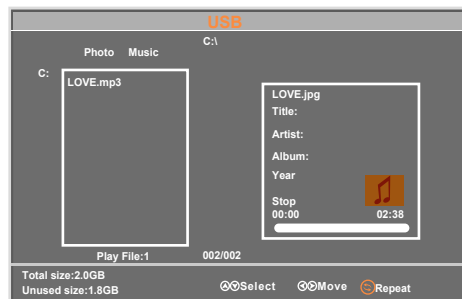 USB
C:\
Photo Music
C:
LOVE.mp3
LOVE.jpg
Title:
Artist:
Album:
Year
Stop
00:00 02:38
Play File:1 002/002
Total size:2.0GB
Unused size:1.8GB
Select Move Repeat